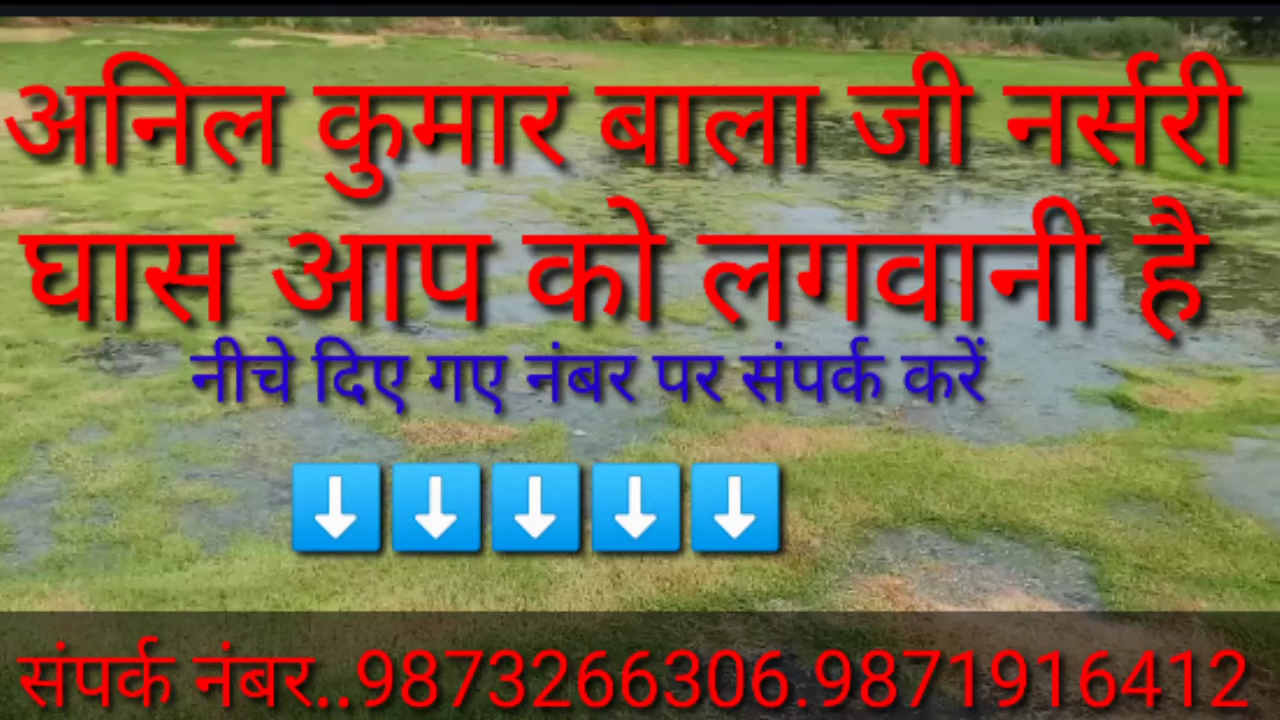 अनिल कुमार बाला जी नर्सरी
घास आप को लगवानी है
नीचे दिए गए नंबर पर संपर्क करें
⬇️⬇️⬇️⬇️⬇️
संपर्क नंबर..9873266306.9871916412